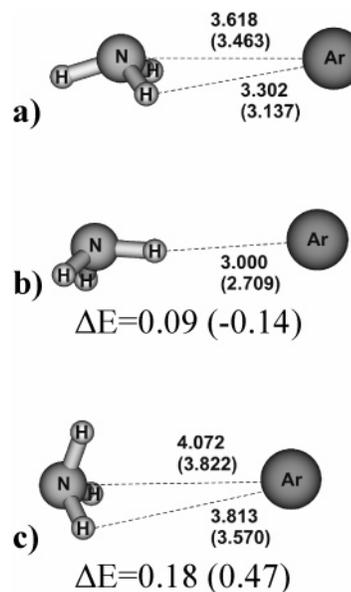 3.618
(3.463)
N
Ar
H
H
H
3.302
(3.137)
a)
N
H
Ar
H
H
3.000
(2.709)
b)
ΔE=0.09 (-0.14)
H
4.072
(3.822)
N
H
Ar
H
3.813
(3.570)
c)
ΔE=0.18 (0.47)